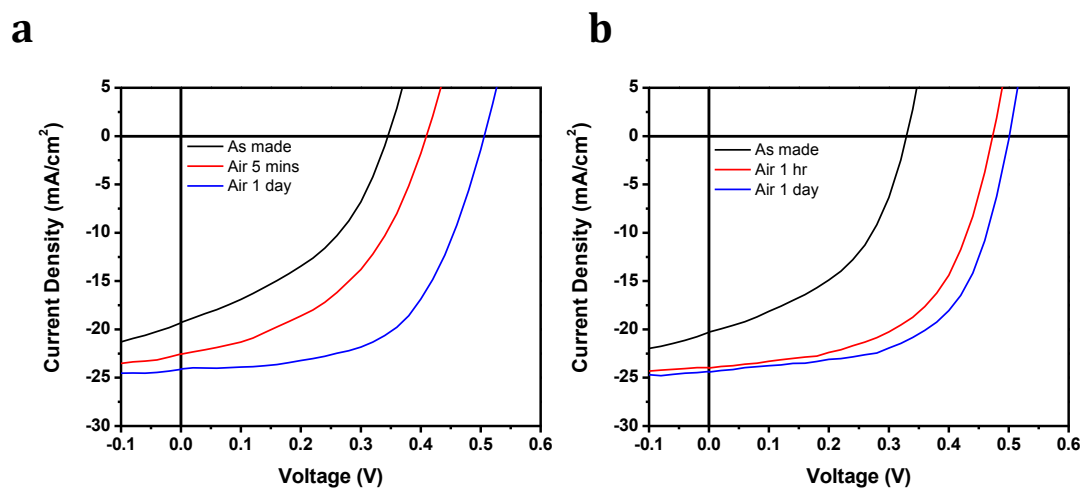 a
5
0
-5
-10
-15
-20
-25
-30
-0.1 0.0 0.1 0.2 0.3 0.4 0.5 0.6
Current Density (mA/cm²)
Voltage (V)
As made
Air 5 mins
Air 1 day
b
5
0
-5
-10
-15
-20
-25
-30
-0.1 0.0 0.1 0.2 0.3 0.4 0.5 0.6
Current Density (mA/cm²)
Voltage (V)
As made
Air 1 hr
Air 1 day